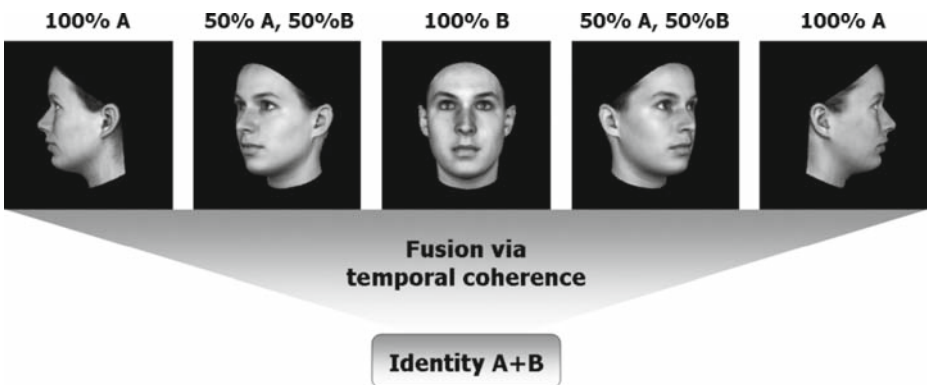 100% A
50% A, 50%B
100% B
50% A, 50%B
100% A
Fusion via
temporal coherence
Identity A+B